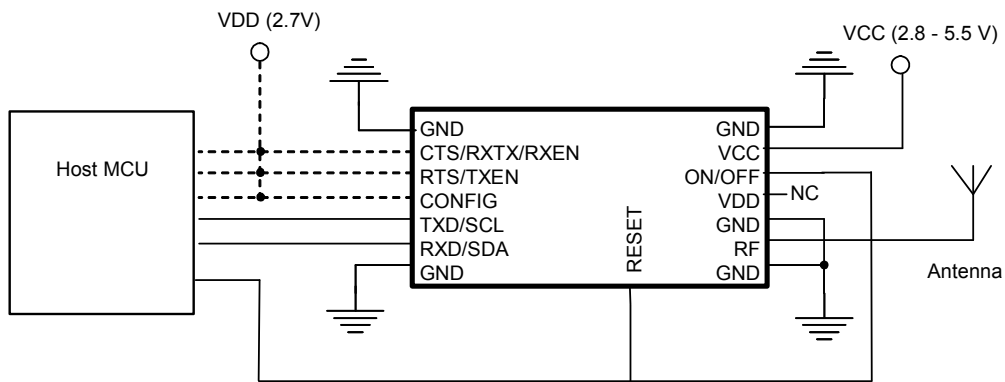 VDD (2.7V)
VCC (2.8 - 5.5 V)
Host MCU
GND
CTS/RXTX/RXEN
RTS/TXEN
CONFIG
TXD/SCL
RXD/SDA
GND
RESET
GND
VCC
ON/OFF
VDD
NC
GND
RF
GND
Antenna